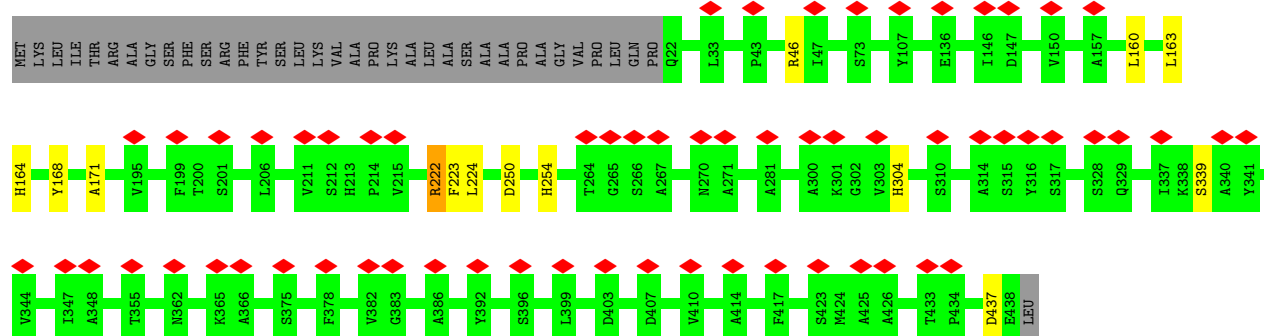 MET LYS LEU ILE THR ARG ALA GLY SER PHE SER ARG PHE TYR SER LEU LYS VAL ALA PRO LYS ALA LEU ALA SER ALA ALA PRO ALA GLY VAL PRO LEU GLN PRO Q22 L33 P43 R46 I47 S73 Y107 E136 I146 D147 V150 A157 L160 L163
H164 Y168 A171 V195 F199 T200 S201 L206 V211 S212 H213 P214 V215 R222 F223 L224 D250 H254 T264 G265 S266 A267 N270 A271 A281 A300 K301 G302 V303 H304 S310 A314 S315 Y316 S317 S328 Q329 I337 K338 S339 A340 Y341
V344 I347 A348 T355 N362 K365 A366 S375 F378 V382 G383 A386 Y392 S396 L399 D403 D407 V410 A414 F417 S423 M424 A425 A426 T433 P434 D437 E438 LEU